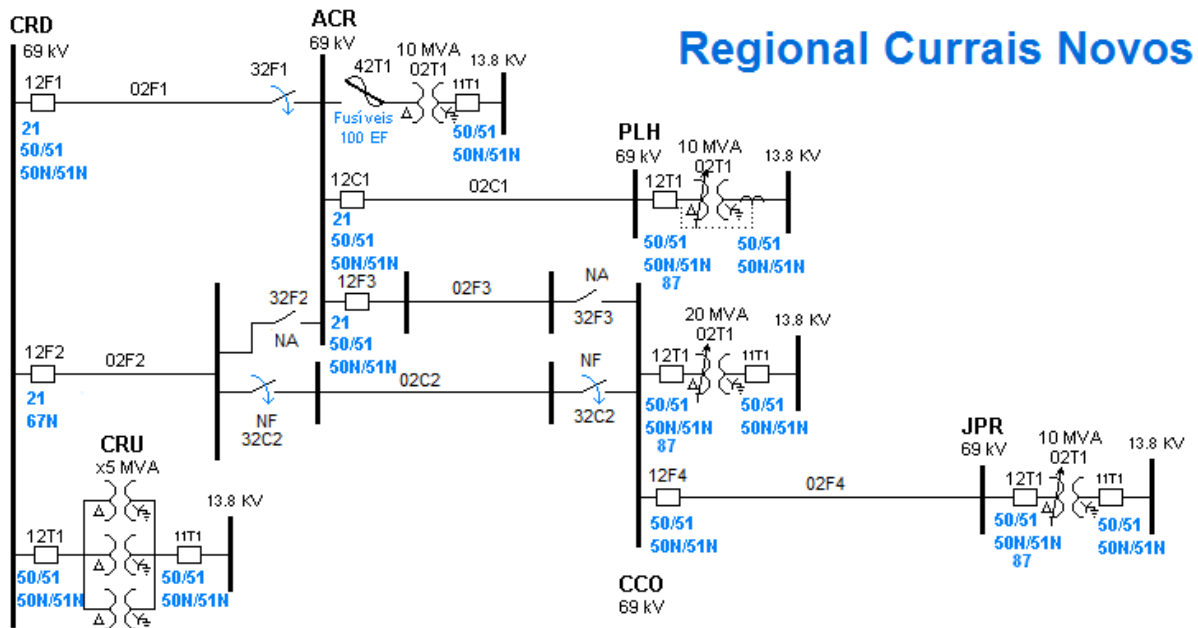 Regional Currais Novos
CRD
69 kV
12F1
02F1
32F1
21
50/51
50N/51N
ACR
69 kV
42T1
Fusíveis
100 EF
10 MVA
02T1
11T1
13.8 KV
50/51
50N/51N
12C1
02C1
21
50/51
50N/51N
PLH
69 kV
12T1
10 MVA
02T1
13.8 KV
50/51
50N/51N
87
50/51
50N/51N
32F2
NA
12F3
02F3
21
50/51
50N/51N
NA
32F3
12F2
02F2
21
67N
NF
32C2
02C2
NF
32C2
20 MVA
02T1
12T1
11T1
13.8 KV
50/51
50N/51N
87
50/51
50N/51N
CRU
x5 MVA
12T1
11T1
13.8 KV
50/51
50N/51N
50/51
50N/51N
12F4
02F4
50/51
50N/51N
CCO
69 kV
JPR
69 kV
10 MVA
02T1
12T1
11T1
13.8 KV
50/51
50N/51N
87
50/51
50N/51N